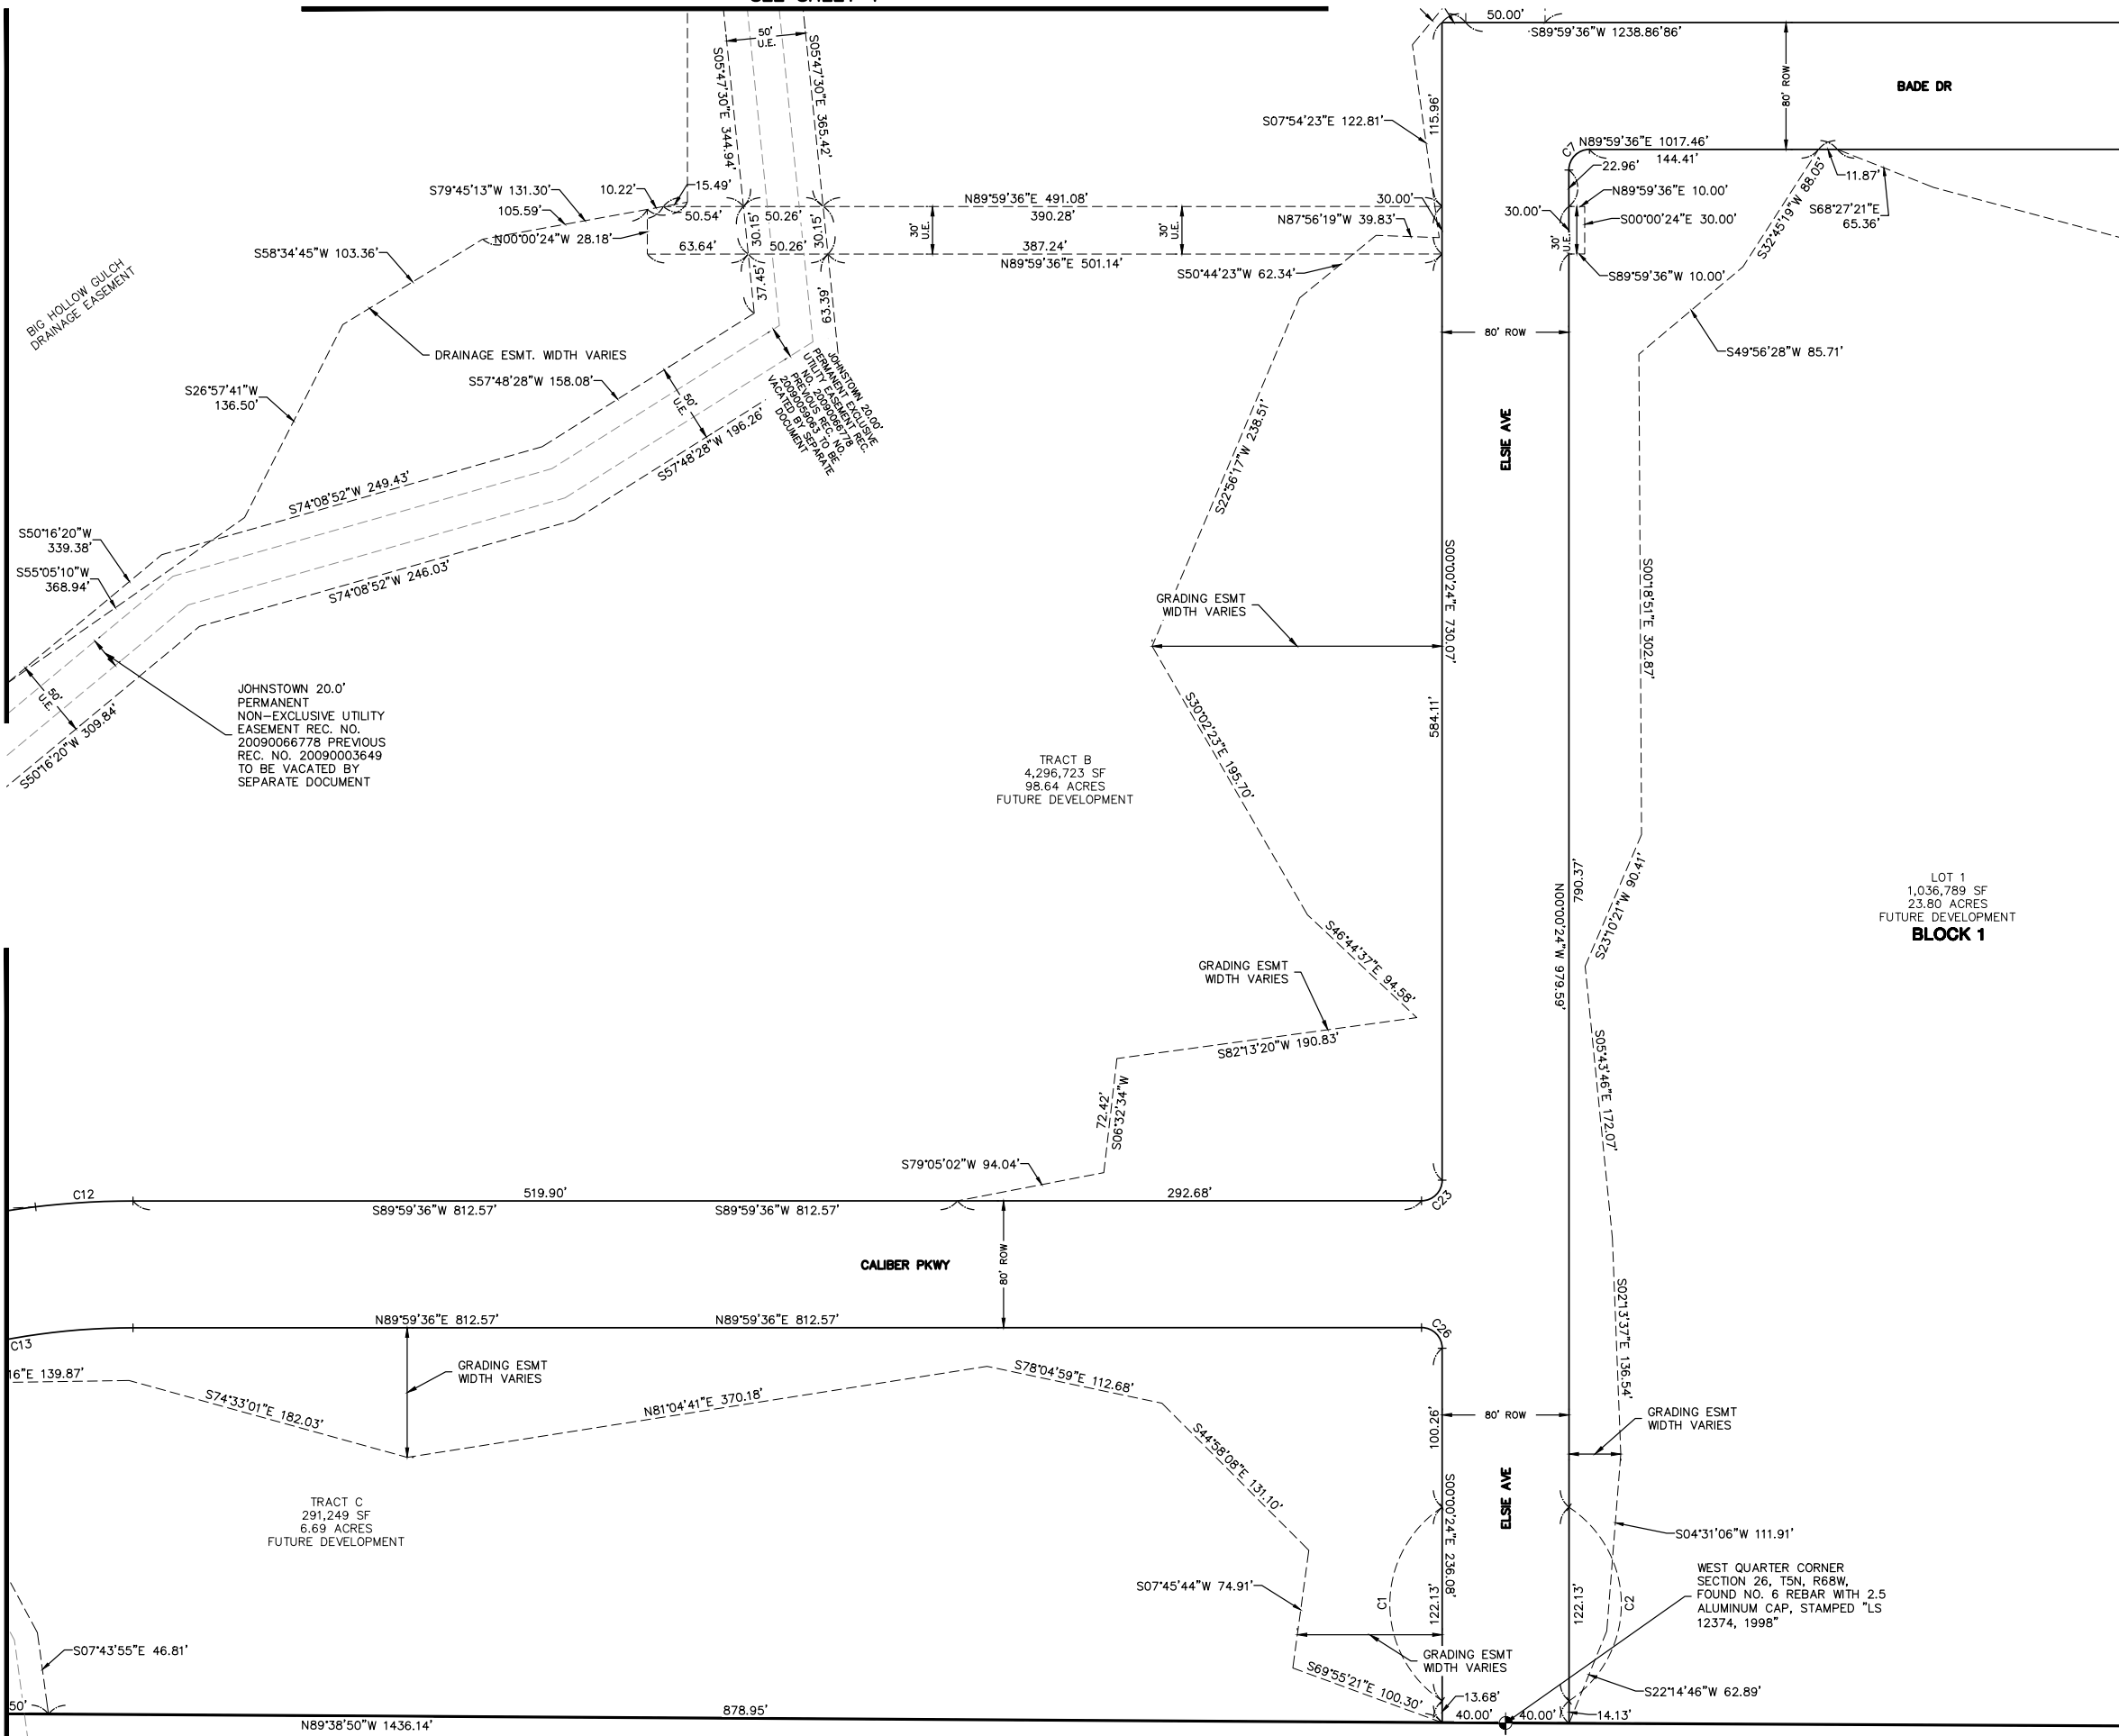 50.00'
S89°59'36"W 1238.86'86'
50'
U.E.
S05°47'30"E 344.94'
S05°47'30"E 365.42'
80' ROW
BADE DR
115.96'
S07°54'23"E 122.81'
C7
N89°59'36"E 1017.46'
144.41'
22.96'
11.87'
S79°45'13"W 131.30'
10.22'
15.49'
105.59'
50.54'
50.26'
N89°59'36"E 491.08'
390.28'
30.00'
N89°59'36"E 10.00'
30.00'
S00°00'24"E 30.00'
S32°45'19"W 88.05'
S68°27'21"E
65.36'
N87°56'19"W 39.83'
N00°00'24"W 28.18'
30.15'
30.15'
30'
U.E.
30'
U.E.
30'
U.E.
S58°34'45"W 103.36'
63.64'
50.26'
387.24'
N89°59'36"E 501.14'
S50°44'23"W 62.34'
S89°59'36"W 10.00'
37.45'
63.39'
BIG HOLLOW GULCH
DRAINAGE EASEMENT
80' ROW
DRAINAGE ESMT. WIDTH VARIES
S49°56'28"W 85.71'
S57°48'28"W 158.08'
S26°57'41"W
136.50'
50'
U.E.
JOHNSTOWN 20.00'
PERMANENT EXCLUSIVE
UTILITY EASEMENT REC.
NO. 20090066778
PREVIOUS REC. NO.
20090059063 TO BE
VACATED BY SEPARATE
DOCUMENT
S57°48'28"W 196.26'
S22°56'17"W 238.51'
ELSIE AVE
S74°08'52"W 249.43'
S50°16'20"W
339.38'
S55°05'10"W
368.94'
S74°08'52"W 246.03'
S00°00'24"E 730.07'
S00°18'51"E 302.87'
GRADING ESMT
WIDTH VARIES
JOHNSTOWN 20.0'
PERMANENT
NON-EXCLUSIVE UTILITY
EASEMENT REC. NO.
20090066778 PREVIOUS
REC. NO. 20090003649
TO BE VACATED BY
SEPARATE DOCUMENT
50'
U.E.
S50°16'20"W 309.84'
584.11'
S30°02'23"E 195.70'
TRACT B
4,296,723 SF
98.64 ACRES
FUTURE DEVELOPMENT
790.37'
N00°00'24"W 979.59'
S23°10'21"W 90.41'
LOT 1
1,036,789 SF
23.80 ACRES
FUTURE DEVELOPMENT
BLOCK 1
S46°44'37"E 94.58'
GRADING ESMT
WIDTH VARIES
S82°13'20"W 190.83'
S05°43'46"E 172.07'
72.42'
S06°32'34"W
S79°05'02"W 94.04'
C12
519.90'
292.68'
C23
S89°59'36"W 812.57'
S89°59'36"W 812.57'
CALIBER PKWY
80' ROW
N89°59'36"E 812.57'
N89°59'36"E 812.57'
C26
C13
16"E 139.87'
GRADING ESMT
WIDTH VARIES
S74°33'01"E 182.03'
N81°04'41"E 370.18'
S78°04'59"E 112.68'
S02°13'37"E 136.54'
100.26'
80' ROW
GRADING ESMT
WIDTH VARIES
S44°58'08"E 131.10'
S00°00'24"E 236.08'
ELSIE AVE
TRACT C
291,249 SF
6.69 ACRES
FUTURE DEVELOPMENT
S04°31'06"W 111.91'
WEST QUARTER CORNER
SECTION 26, T5N, R68W,
FOUND NO. 6 REBAR WITH 2.5
ALUMINUM CAP, STAMPED "LS
12374, 1998"
S07°45'44"W 74.91'
C1
122.13'
122.13'
C2
S07°43'55"E 46.81'
GRADING ESMT
WIDTH VARIES
S69°55'21"E 100.30'
S22°14'46"W 62.89'
13.68'
50'
878.95'
40.00'
40.00'
14.13'
N89°38'50"W 1436.14'